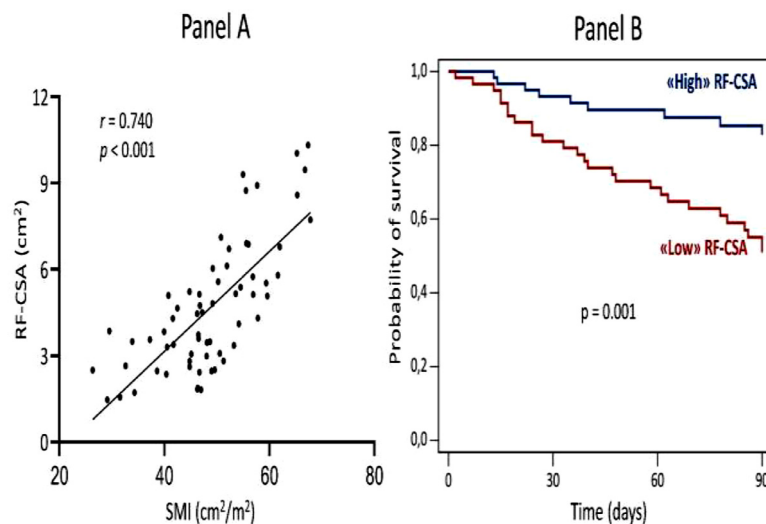 Panel A
r = 0.740
p < 0.001
RF-CSA (cm²)
12
9
6
3
0
20
40
60
80
SMI (cm²/m²)
Panel B
«High» RF-CSA
«Low» RF-CSA
p = 0.001
Probability of survival
1,0
0,8
0,6
0,4
0,2
0,0
0
30
60
90
Time (days)